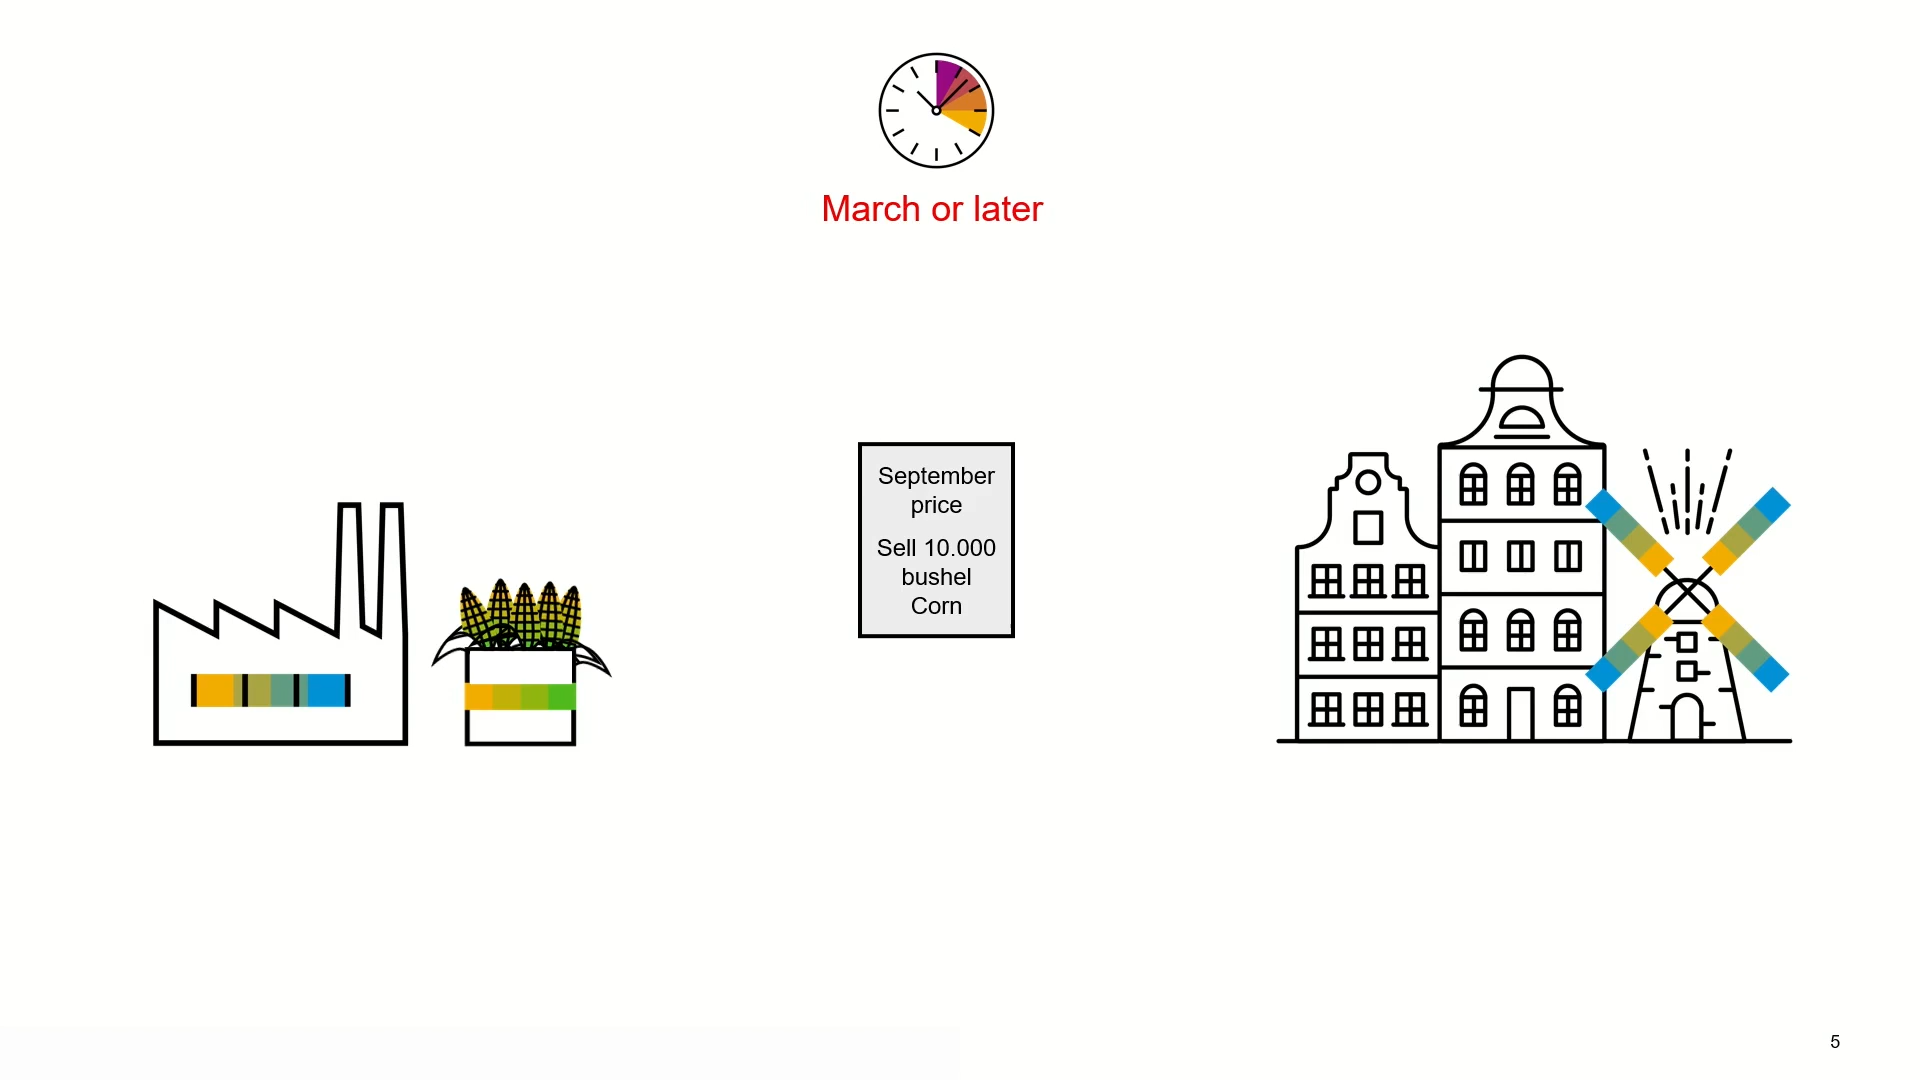 March or later
September
price
Sell 10.000
bushel
Corn
5